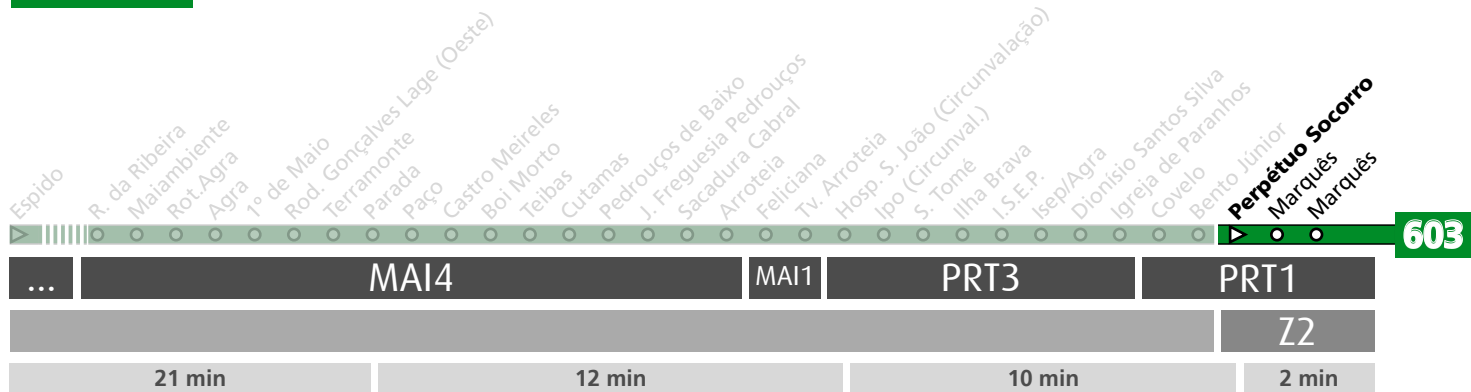 Espido
R. da Ribeira
Maiambiente
Rot.Agra
Agra
1º de Maio
Rod. Gonçalves Lage (Oeste)
Terramonte
Parada
Paço
Castro Meireles
Boi Morto
Teibas
Cutamas
Pedrouços de Baixo
J. Freguesia Pedrouços
Sacadura Cabral
Arroteia
Feliciana
Tv. Arroteia
Hosp. S. João (Circunvalação)
Ipo (Circunval.)
S. Tomé
Ilha Brava
I.S.E.P.
Isep/Agra
Dionisio Santos Silva
Igreja de Paranhos
Covelo
Bento Júnior
Perpétuo Socorro
Marquês
Marquês
603
... MAI4 MAI1 PRT3 PRT1
Z2
21 min 12 min 10 min 2 min